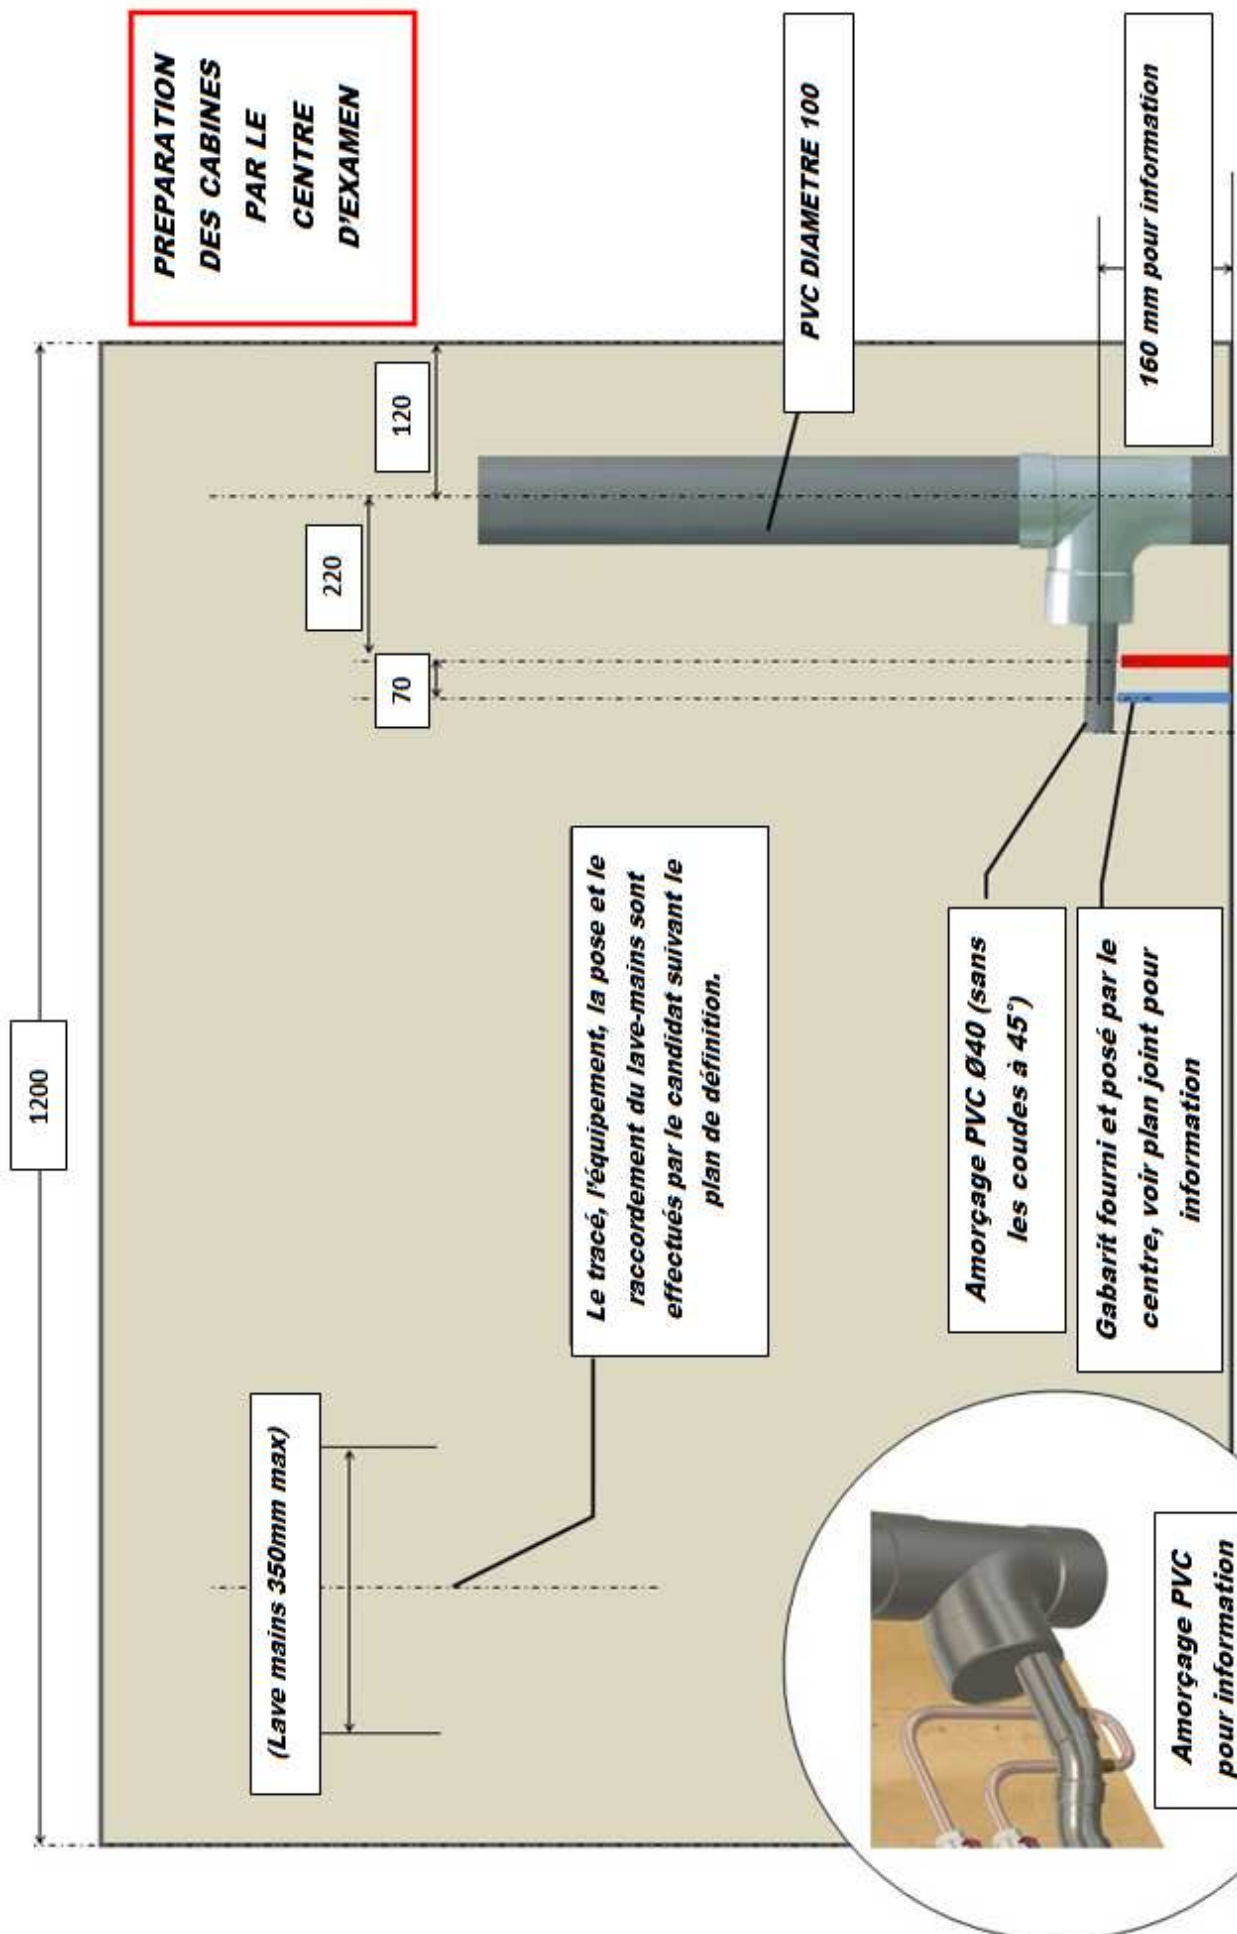 1200
PREPARATION
DES CABINES
PAR LE
CENTRE
D'EXAMEN
(Lave mains 350mm max)
220
70
120
Le tracé, l'équipement, la pose et le
raccordement du lave-mains sont
effectués par le candidat suivant le
plan de définition.
PVC DIAMETRE 100
Amorçage PVC Ø40 (sans
les coudes à 45°)
Gabarit fourni et posé par le
centre, voir plan joint pour
information
160 mm pour information
Amorçage PVC
pour information